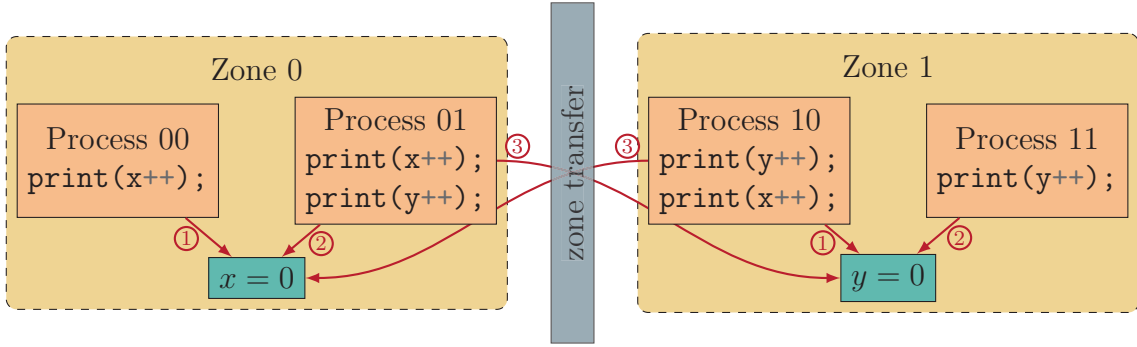 Zone 0
Process 00
print(x++);
Process 01
print(x++);
print(y++);
①
②
③
x = 0
zone transfer
Zone 1
Process 10
print(y++);
print(x++);
Process 11
print(y++);
③
①
②
y = 0